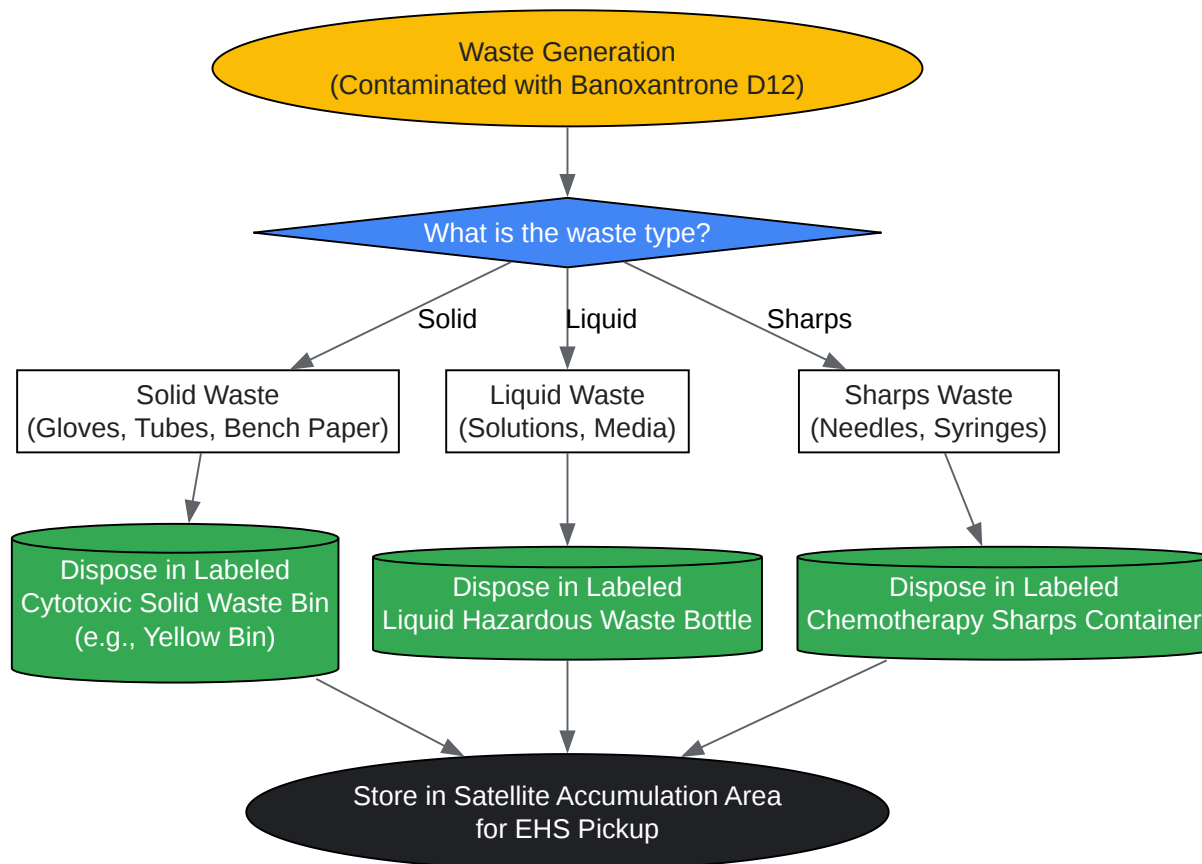 Waste Generation
(Contaminated with Banoxantrone D12)
What is the waste type?
Solid
Liquid
Sharps
Solid Waste
(Gloves, Tubes, Bench Paper)
Liquid Waste
(Solutions, Media)
Sharps Waste
(Needles, Syringes)
Dispose in Labeled
Cytotoxic Solid Waste Bin
(e.g., Yellow Bin)
Dispose in Labeled
Liquid Hazardous Waste Bottle
Dispose in Labeled
Chemotherapy Sharps Container
Store in Satellite Accumulation Area
for EHS Pickup